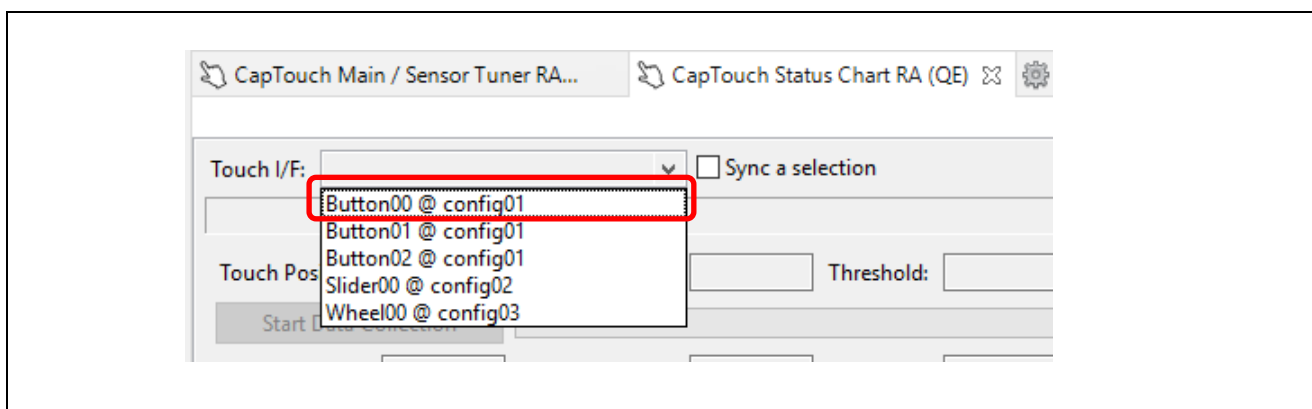 CapTouch Main / Sensor Tuner RA... CapTouch Status Chart RA (QE)
Touch I/F: Sync a selection
Button00 @ config01
Button01 @ config01
Button02 @ config01
Touch Pos Threshold:
Slider00 @ config02
Wheel00 @ config03
Start